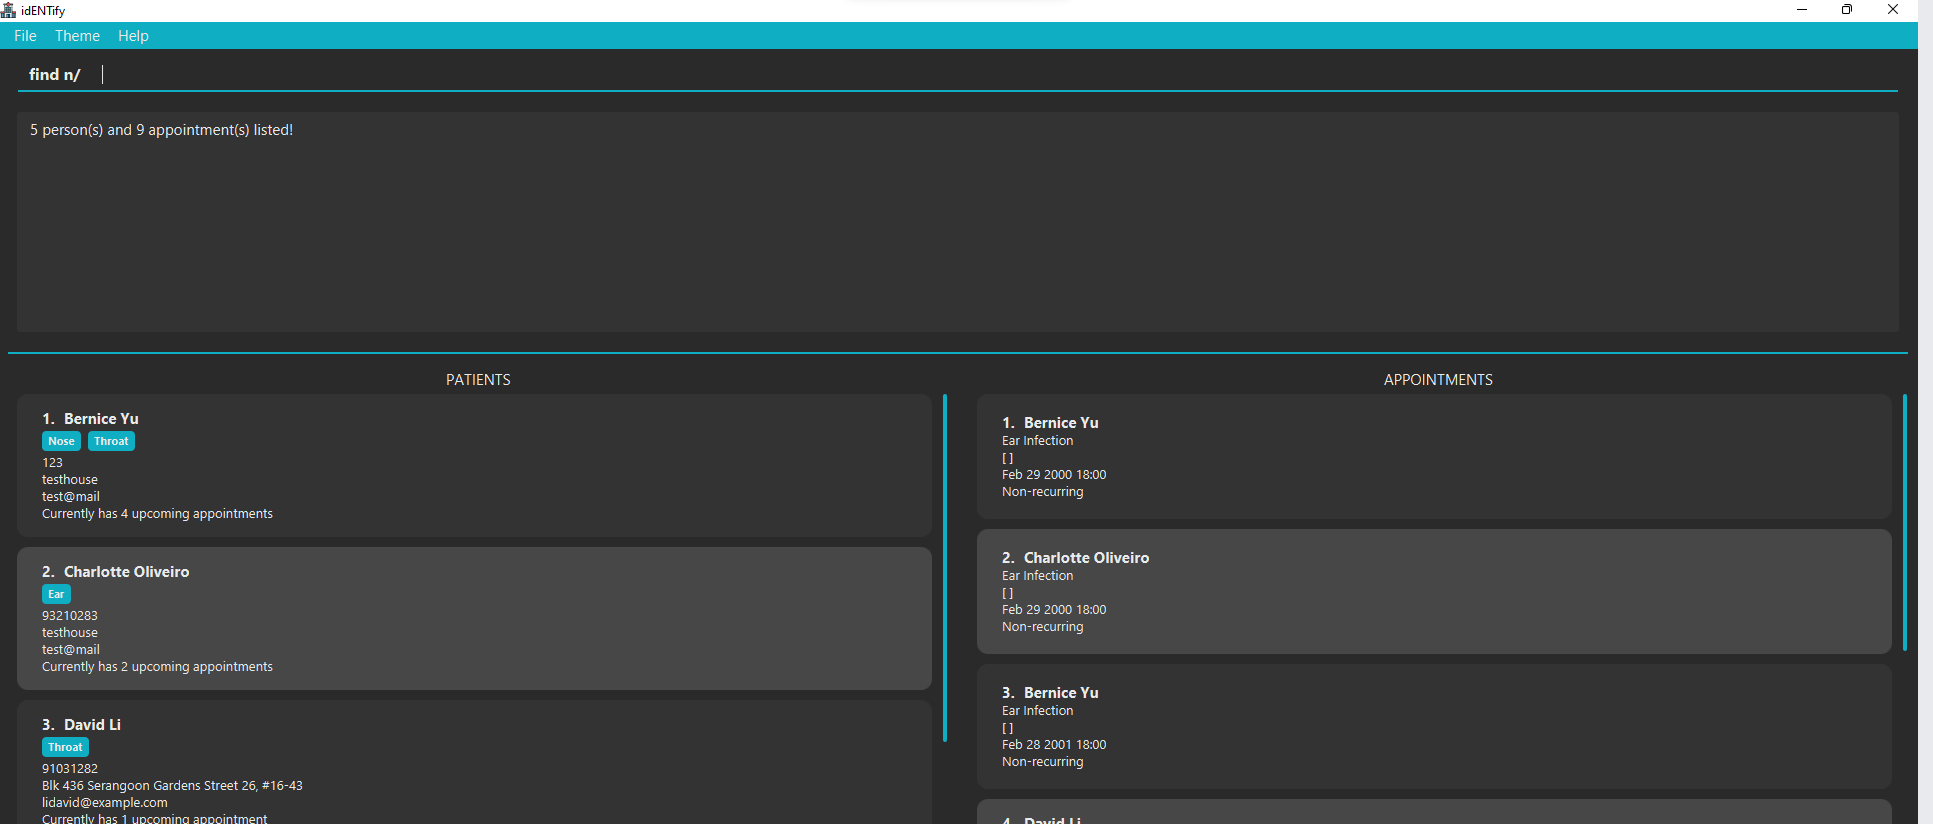 idENTify
File Theme Help
find n/
5 person(s) and 9 appointment(s) listed!
PATIENTS
1. Bernice Yu
Nose Throat
123
testhouse
test@mail
Currently has 4 upcoming appointments
2. Charlotte Oliveiro
Ear
93210283
testhouse
test@mail
Currently has 2 upcoming appointments
3. David Li
Throat
91031282
Blk 436 Serangoon Gardens Street 26, #16-43
lidavid@example.com
Currently has 1 upcoming appointment
APPOINTMENTS
1. Bernice Yu
Ear Infection
[ ]
Feb 29 2000 18:00
Non-recurring
2. Charlotte Oliveiro
Ear Infection
[ ]
Feb 29 2000 18:00
Non-recurring
3. Bernice Yu
Ear Infection
[ ]
Feb 28 2001 18:00
Non-recurring
4. David Li